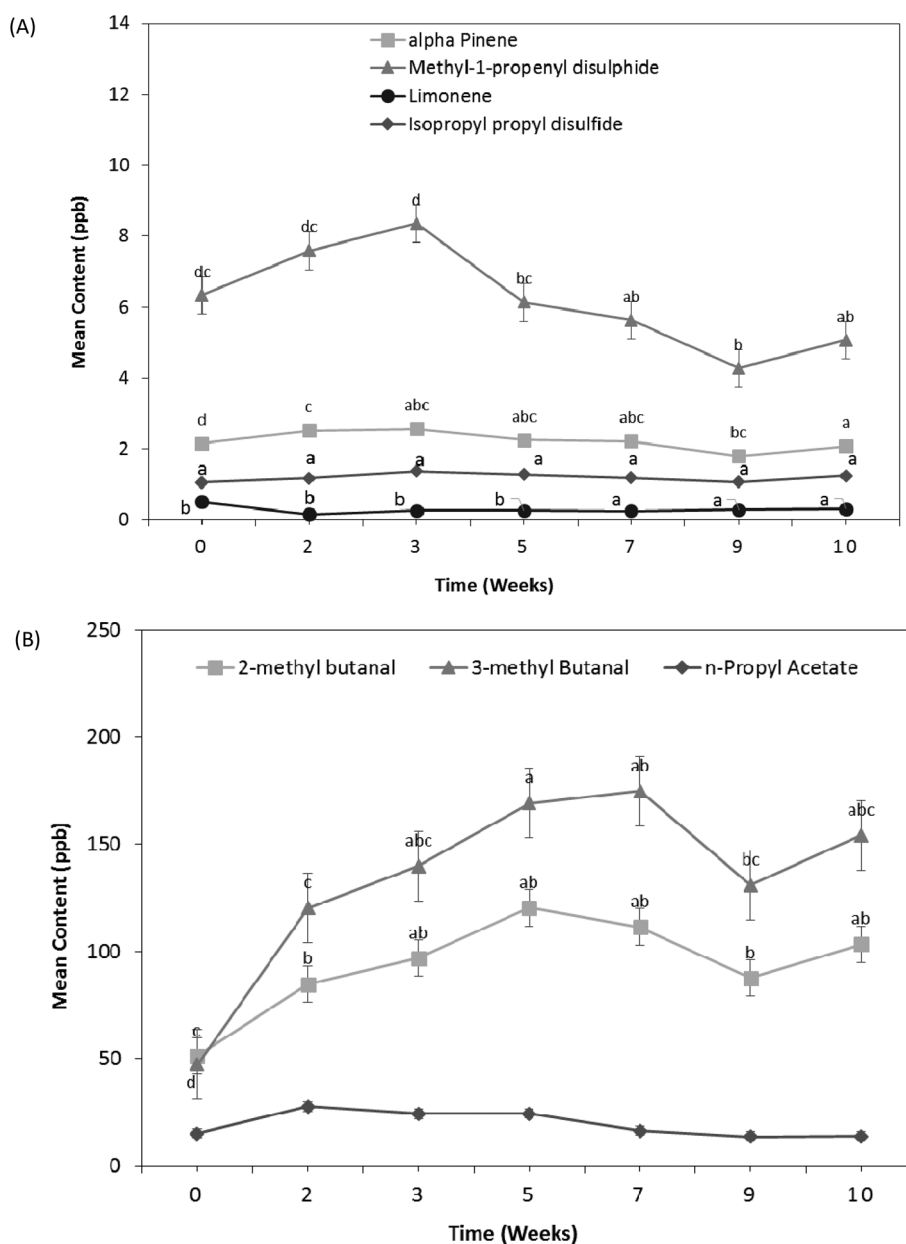 (A)
14
12
10
8
6
4
2
0
Mean Content (ppb)
alpha Pinene
Methyl-1-propenyl disulphide
Limonene
Isopropyl propyl disulfide
dc dc d bc ab b ab
d c abc abc abc bc a
a a a a a a a
b b b b a a a
0 2 3 5 7 9 10
Time (Weeks)
(B)
250
200
150
100
50
0
Mean Content (ppb]
2-methyl butanal 3-methyl Butanal n-Propyl Acetate
d c abc a ab bc abc
c b ab ab ab b ab
0 2 3 5 7 9 10
Time (Weeks)